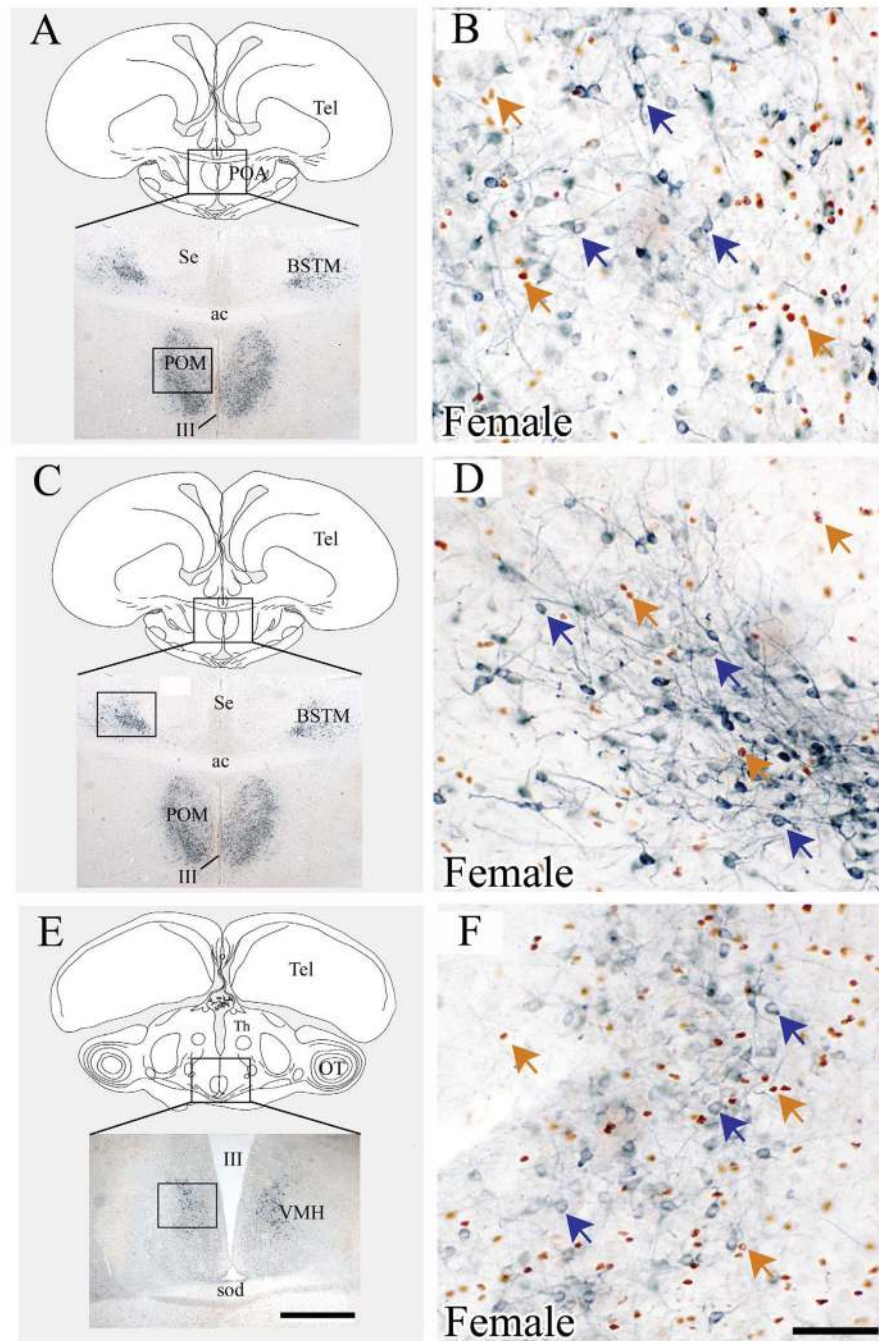 A
Tel
POA
Se
BSTM
ac
POM
III
B
Female
C
Tel
Se
BSTM
ac
POM
III
D
Female
E
Tel
Th
OT
III
VMH
sod
F
Female